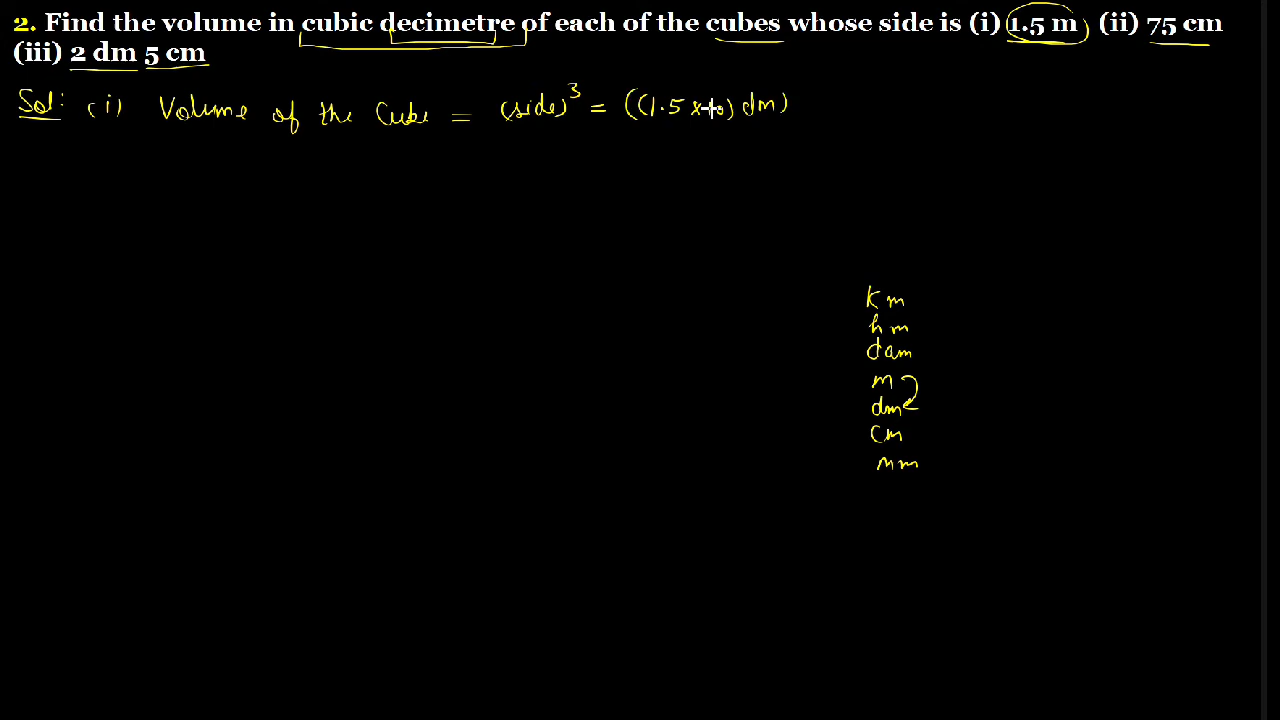 2. Find the volume in cubic decimetre of each of the cubes whose side is (i) 1.5 m (ii) 75 cm
(iii) 2 dm 5 cm
Sol: (i) Volume of the Cube = (side)³ = ((1.5 x 10) dm)
Km
hm
dam
m
dm
Cm
mm